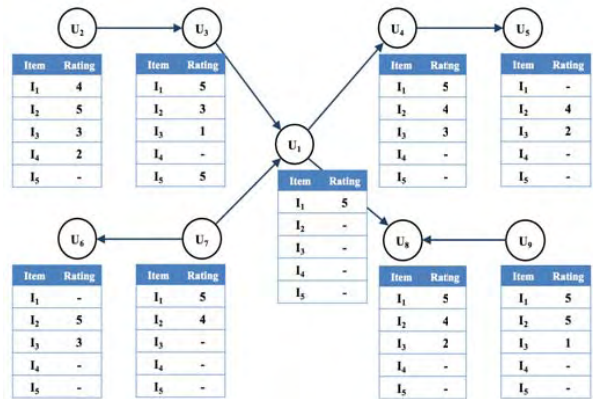 U2 U3 U4 U5
Item Rating Item Rating Item Rating Item Rating
I1 4 I1 5 I1 5 I1 -
I2 5 I2 3 I2 4 I2 4
I3 3 I3 1 I3 3 I3 2
I4 2 I4 - I4 - I4 -
I5 - I5 5 I5 - I5 -
U1
Item Rating
I1 5
I2 -
I3 -
I4 -
I5 -
U6 U7 U8 U9
Item Rating Item Rating Item Rating Item Rating
I1 - I1 5 I1 5 I1 5
I2 5 I2 4 I2 4 I2 5
I3 3 I3 - I3 2 I3 1
I4 - I4 - I4 - I4 -
I5 - I5 - I5 - I5 -